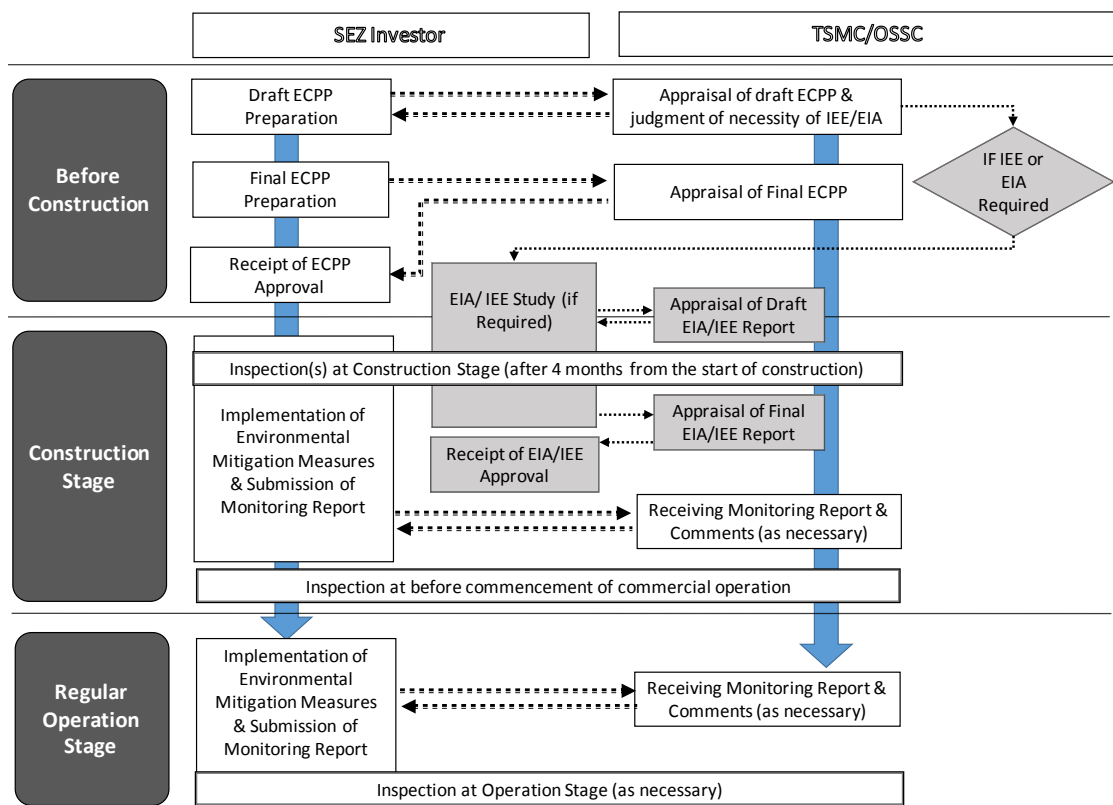 SEZ Investor
TSMC/OSSC
Before
Construction
Draft ECPP
Preparation
Appraisal of draft ECPP &
judgment of necessity of IEE/EIA
IF IEE or
EIA
Required
Final ECPP
Preparation
Appraisal of Final ECPP
Receipt of ECPP
Approval
EIA/ IEE Study (if
Required)
Appraisal of Draft
EIA/IEE Report
Construction
Stage
Inspection(s) at Construction Stage (after 4 months from the start of construction)
Implementation of
Environmental
Mitigation Measures
& Submission of
Monitoring Report
Appraisal of Final
EIA/IEE Report
Receipt of EIA/IEE
Approval
Receiving Monitoring Report &
Comments (as necessary)
Inspection at before commencement of commercial operation
Regular
Operation
Stage
Implementation of
Environmental
Mitigation Measures
& Submission of
Monitoring Report
Receiving Monitoring Report &
Comments (as necessary)
Inspection at Operation Stage (as necessary)